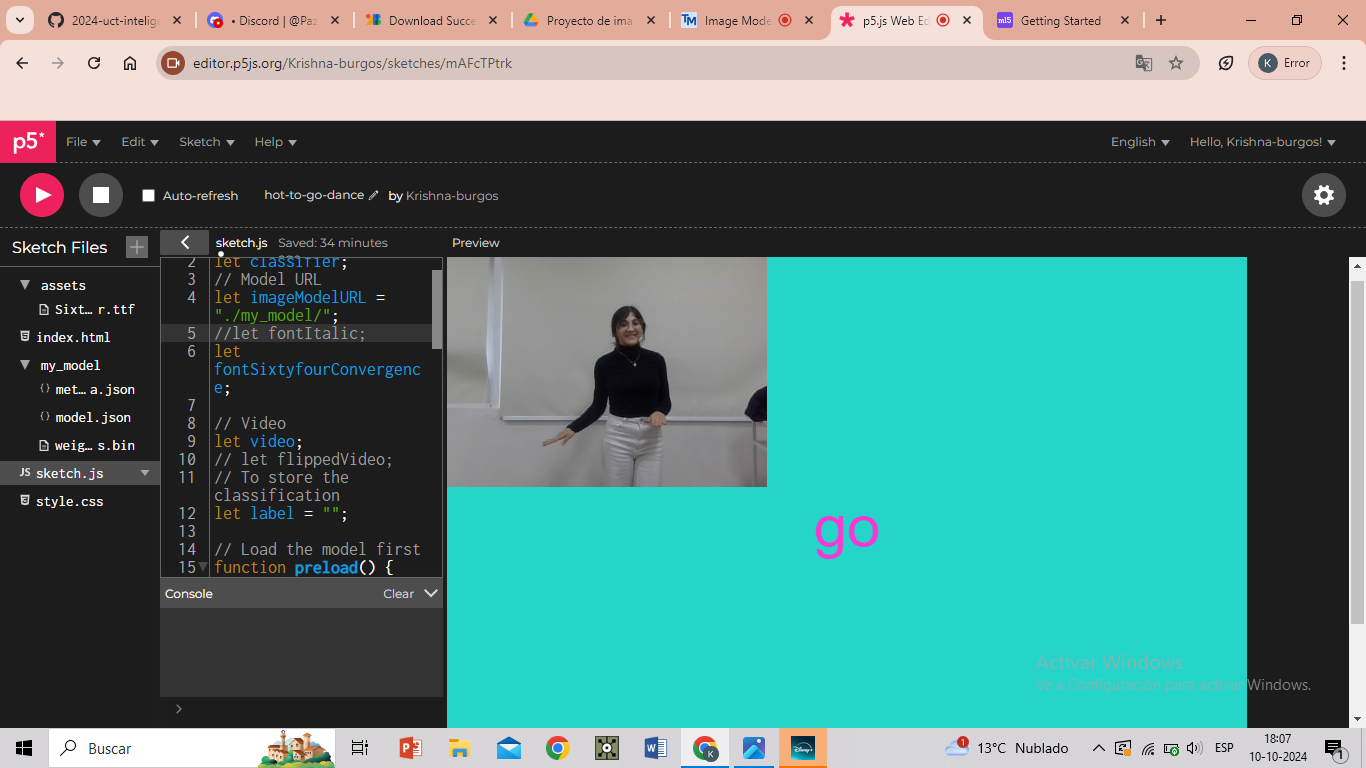 2024-uct-intelige
• Discord | @Paz
Download Succe
Proyecto de ima
Image Mode
p5.js Web Ed
Getting Started
editor.p5js.org/Krishna-burgos/sketches/mAFcTPtrk
K Error
p5* File Edit Sketch Help English Hello, Krishna-burgos!
Auto-refresh hot-to-go-dance by Krishna-burgos
Sketch Files
sketch.js Saved: 34 minutes
Preview
assets
Sixt… r.ttf
index.html
my_model
met… a.json
model.json
weig… s.bin
JS sketch.js
style.css
2 let classifier;
3 // Model URL
4 let imageModelURL =
"./my_model/";
5 //let fontItalic;
6 let
fontSixtyfourConvergenc
e;
7
8 // Video
9 let video;
10 // let flippedVideo;
11 // To store the
classification
12 let label = "";
13
14 // Load the model first
15 function preload() {
Console Clear
>
go
Activar Windows
Ve a Configuración para activar Windows.
Buscar
13°C Nublado
ESP
18:07
10-10-2024